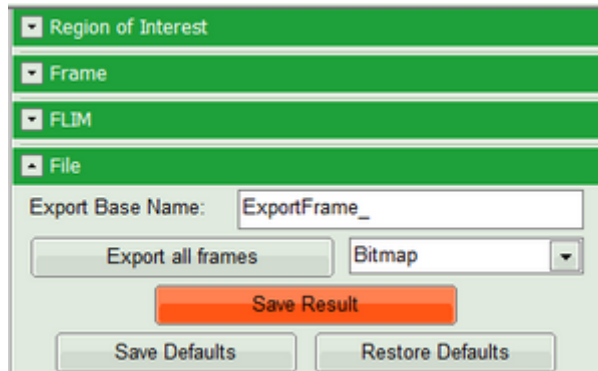 Region of Interest
Frame
FLIM
File
Export Base Name: ExportFrame_
Export all frames Bitmap
Save Result
Save Defaults Restore Defaults